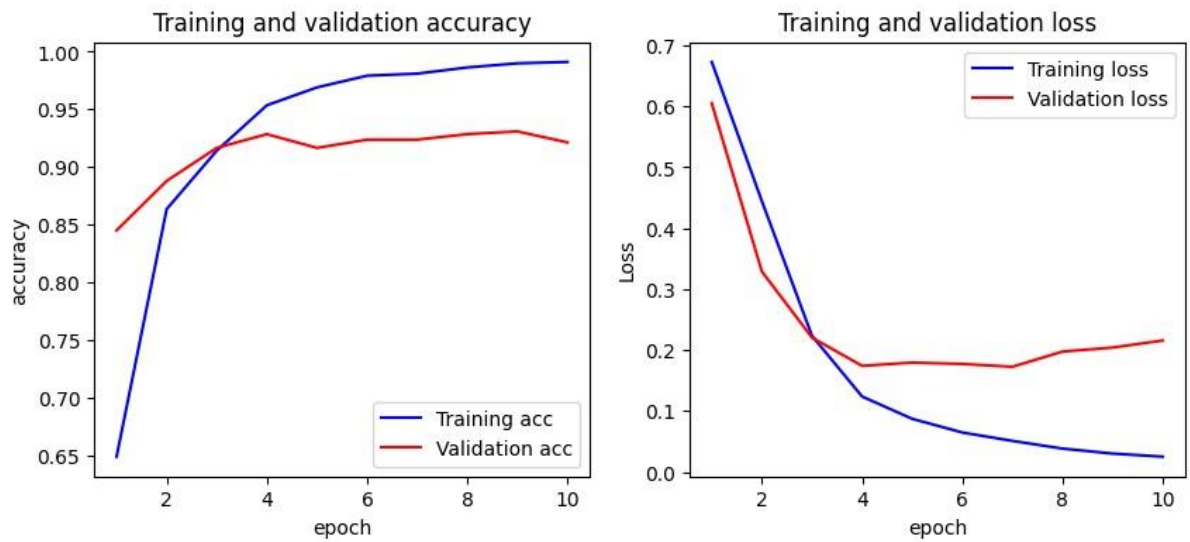 Training and validation accuracy
1.00
0.95
0.90
0.85
0.80
0.75
0.70
0.65
accuracy
Training acc
Validation acc
2 4 6 8 10
epoch
Training and validation loss
0.7
0.6
0.5
0.4
0.3
0.2
0.1
0.0
Loss
Training loss
Validation loss
2 4 6 8 10
epoch